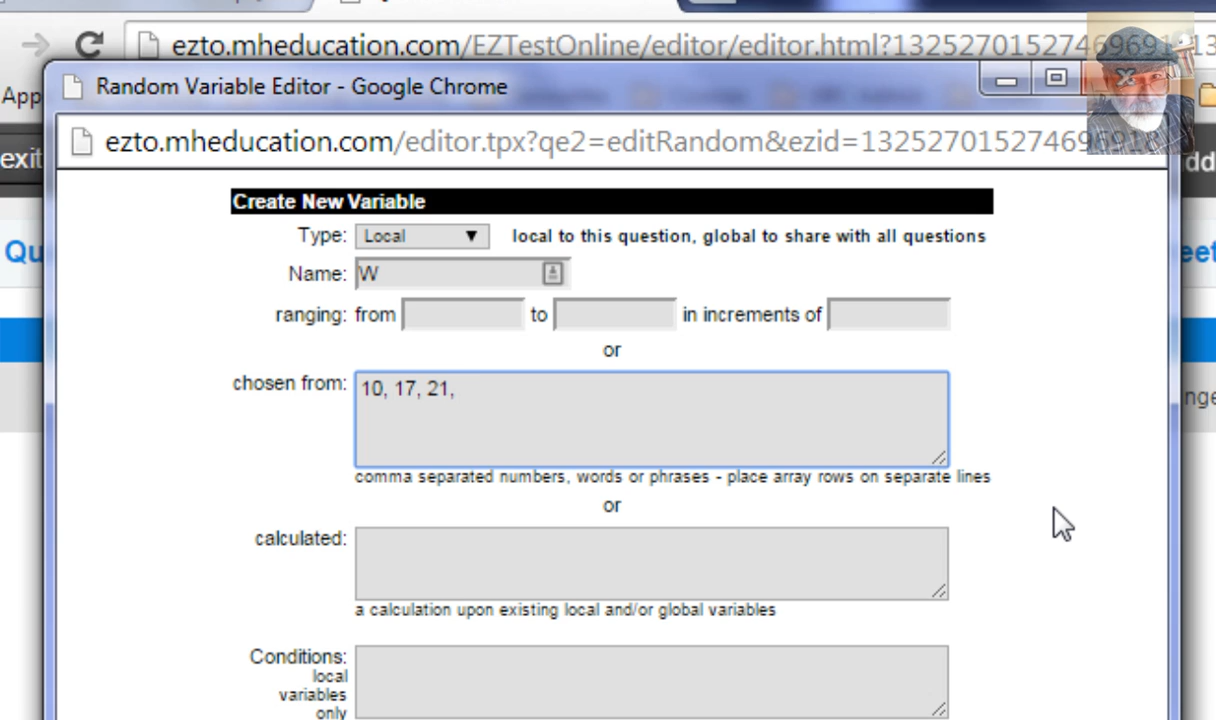 ezto.mheducation.com/EZTestOnline/editor/editor.html?1325270152746969
App
Random Variable Editor - Google Chrome
ezto.mheducation.com/editor.tpx?qe2=editRandom&ezid=132527015274696
exit
Create New Variable
Type: Local local to this question, global to share with all questions
Qu
Name: W
ranging: from to in increments of
or
chosen from: 10, 17, 21,
comma separated numbers, words or phrases - place array rows on separate lines
or
calculated:
a calculation upon existing local and/or global variables
Conditions:
local
variables
only